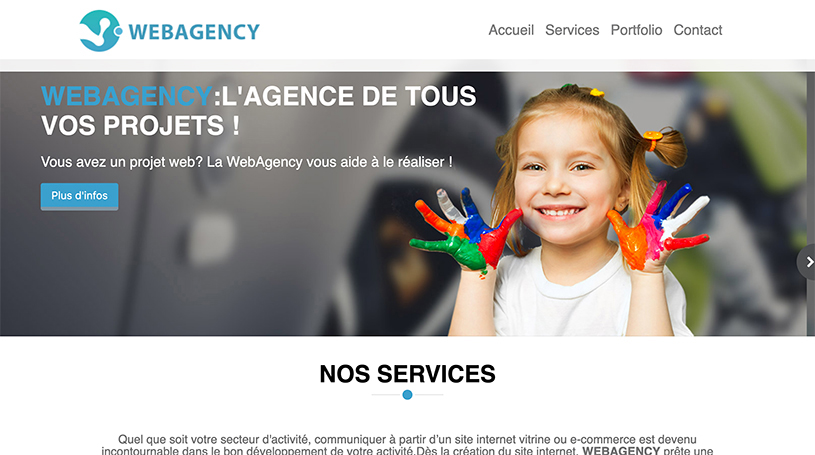 WEBAGENCY
Accueil Services Portfolio Contact
WEBAGENCY:L'AGENCE DE TOUS
VOS PROJETS !
Vous avez un projet web? La WebAgency vous aide à le réaliser !
Plus d'infos
NOS SERVICES
Quel que soit votre secteur d'activité, communiquer à partir d’un site internet vitrine ou e-commerce est devenu
incontournable dans le bon développement de votre activité.Dès la création du site internet, WEBAGENCY prête une